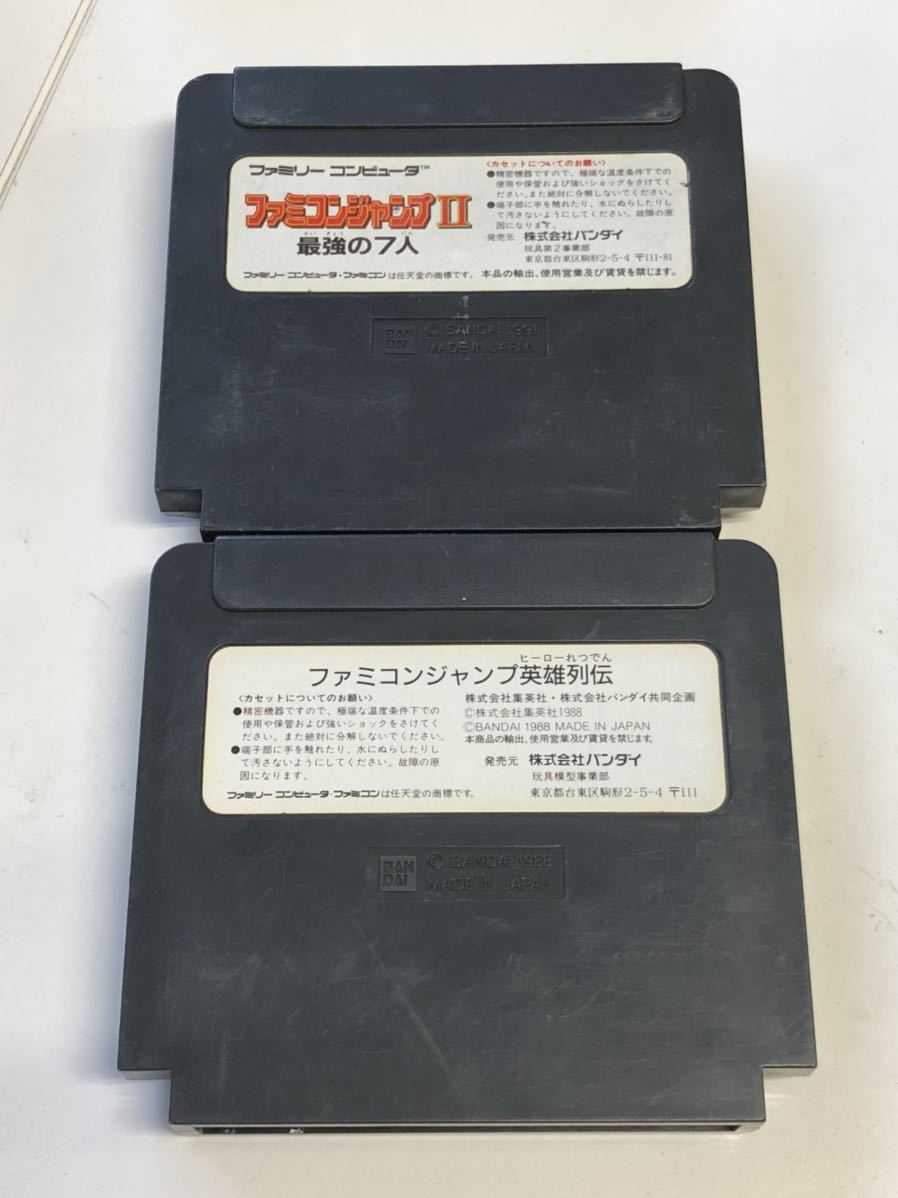 ファミリー コンピュータ™
ファミコンジャンプII
さい きょう にん
最強の7人
〈カセットについてのお願い〉
●精密機器ですので、極端な温度条件下での
使用や保管および強いショックをさけてくだ
さい。また絶対に分解しないでください。
●端子部に手を触れたり、水にぬらしたりし
て汚さないようにしてください。故障の原
因になります。
発売元 株式会社バンダイ
玩具第2事業部
東京都台東区駒形2-5-4 〒111-81
ファミリー コンピュータ・ファミコンは任天堂の商標です。 本品の輸出、使用営業及び賃貸を禁じます。
BAN
DAI
© BANDAI 1991
MADE IN JAPAN
ヒーローれつでん
ファミコンジャンプ英雄列伝
〈カセットについてのお願い〉
●精密機器ですので、極端な温度条件下での
使用や保管および強いショックをさけてくだ
さい。また絶対に分解しないでください。
●端子部に手を触れたり、水にぬらしたりし
て汚さないようにしてください。故障の原
因になります。
ファミリー コンピュータ・ファミコンは任天堂の商標です。
株式会社集英社・株式会社バンダイ共同企画
©株式会社集英社1988
©BANDAI 1988 MADE IN JAPAN
本商品の輸出、使用営業及び賃貸を禁じます。
発売元 株式会社バンダイ
玩具模型事業部
東京都台東区駒形2-5-4 〒111
BAN
DAI
© BANDAI 1988
MADE IN JAPAN